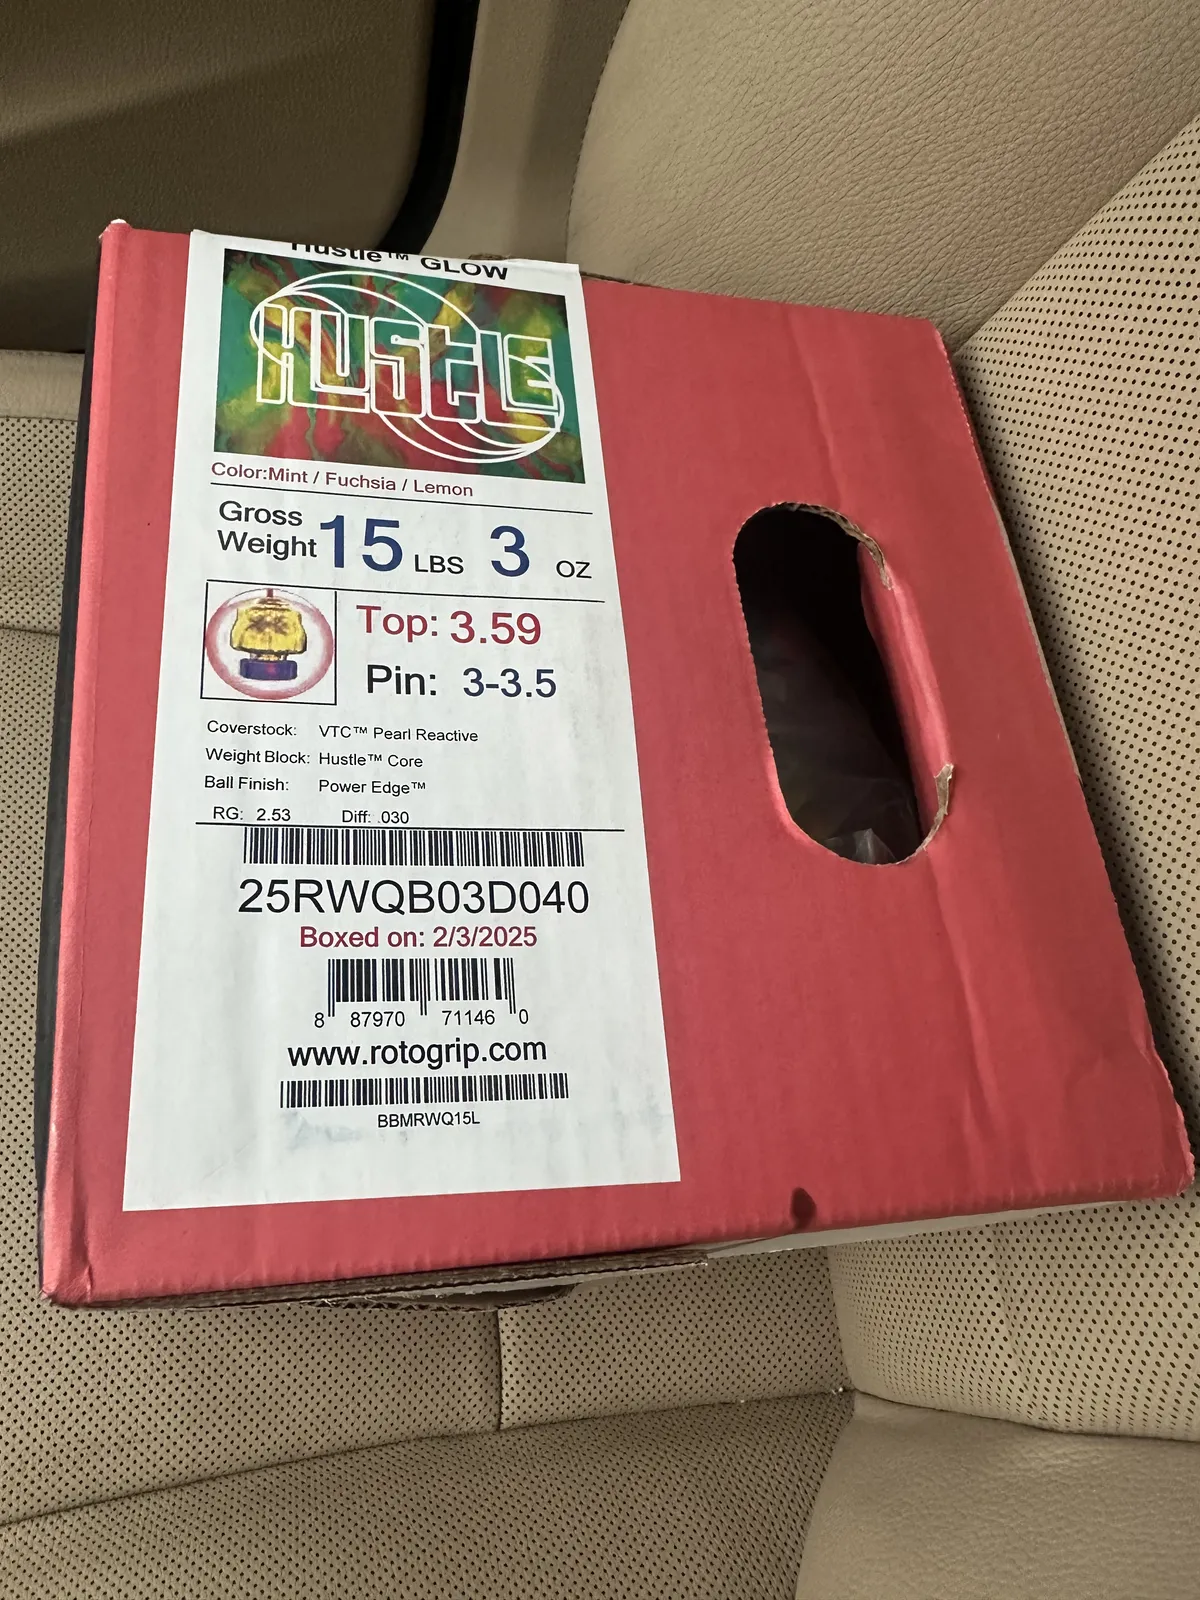 Hustle™ GLOW
HUSTLE
Color:Mint / Fuchsia / Lemon
Gross Weight 15 LBS 3 OZ
Top: 3.59
Pin: 3-3.5
Coverstock: VTC™ Pearl Reactive
Weight Block: Hustle™ Core
Ball Finish: Power Edge™
RG: 2.53 Diff: .030
25RWQB03D040
Boxed on: 2/3/2025
8 87970 71146 0
www.rotogrip.com
BBMRWQ15L